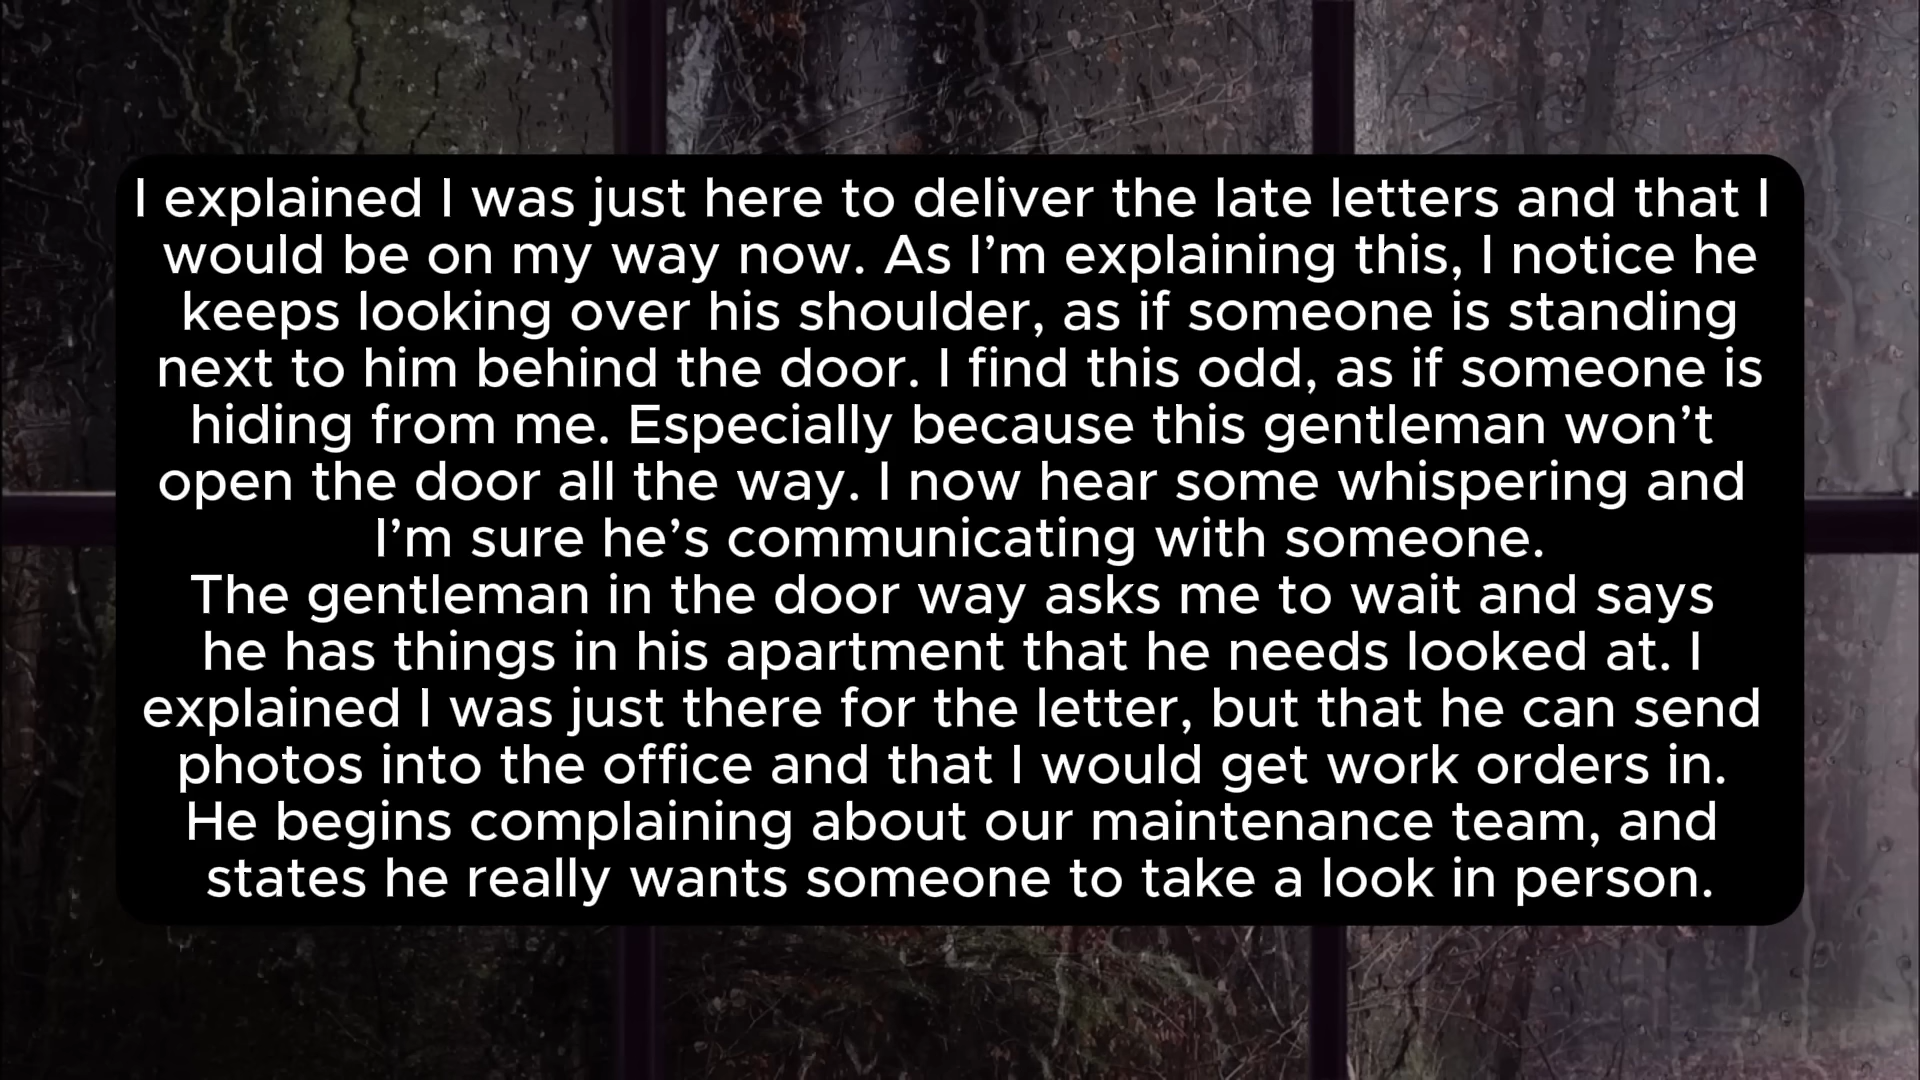 I explained I was just here to deliver the late letters and that I
would be on my way now. As I’m explaining this, I notice he
keeps looking over his shoulder, as if someone is standing
next to him behind the door. I find this odd, as if someone is
hiding from me. Especially because this gentleman won’t
open the door all the way. I now hear some whispering and
I’m sure he’s communicating with someone.
The gentleman in the door way asks me to wait and says
he has things in his apartment that he needs looked at. I
explained I was just there for the letter, but that he can send
photos into the office and that I would get work orders in.
He begins complaining about our maintenance team, and
states he really wants someone to take a look in person.